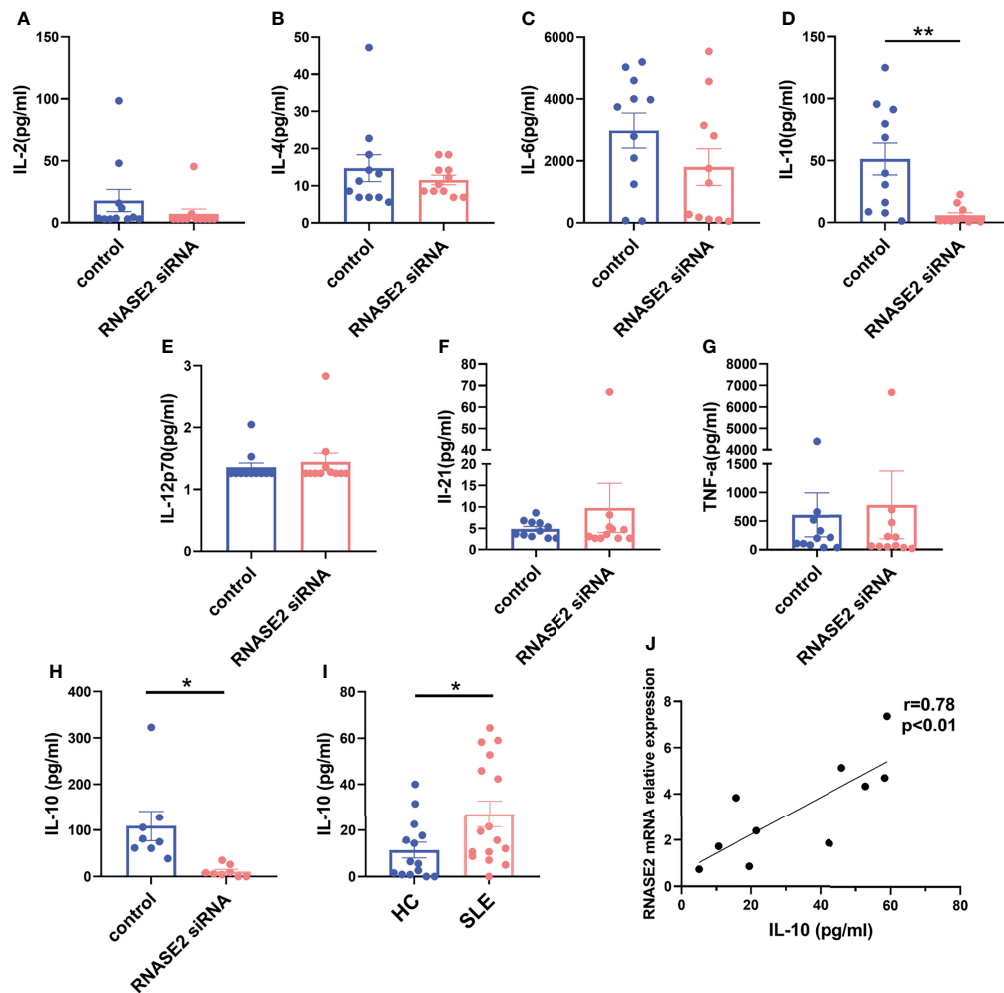 A
IL-2(pg/ml)
150
100
50
0
control
RNASE2 siRNA
B
IL-4(pg/ml)
50
40
30
20
10
0
control
RNASE2 siRNA
C
IL-6(pg/ml)
6000
4000
2000
0
control
RNASE2 siRNA
D
IL-10(pg/ml)
150
100
50
0
**
control
RNASE2 siRNA
E
IL-12p70(pg/ml)
3
2
1
0
control
RNASE2 siRNA
F
Il-21(pg/ml)
80
60
40
20
15
10
5
0
control
RNASE2 siRNA
G
TNF-a(pg/ml)
8000
7000
6000
5000
4000
1500
1000
500
0
control
RNASE2 siRNA
H
IL-10 (pg/ml)
400
300
200
100
0
*
control
RNASE2 siRNA
I
IL-10 (pg/ml)
80
60
40
20
0
*
HC
SLE
J
RNASE2 mRNA relative expression
8
6
4
2
0
r=0.78
p<0.01
0
20
40
60
80
IL-10 (pg/ml)